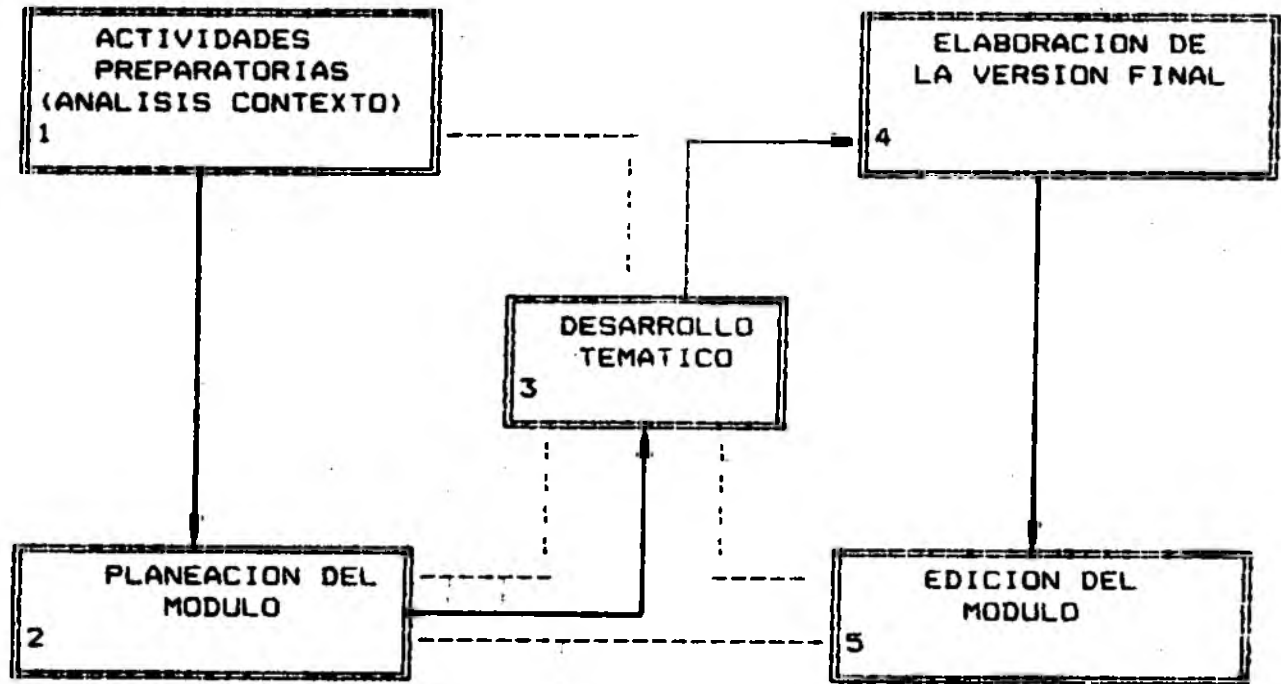 ACTIVIDADES
PREPARATORIAS
(ANALISIS CONTEXTO)
1
PLANEACION DEL
MODULO
2
DESARROLLO
TEMATICO
3
ELABORACION DE
LA VERSION FINAL
4
EDICION DEL
MODULO
5